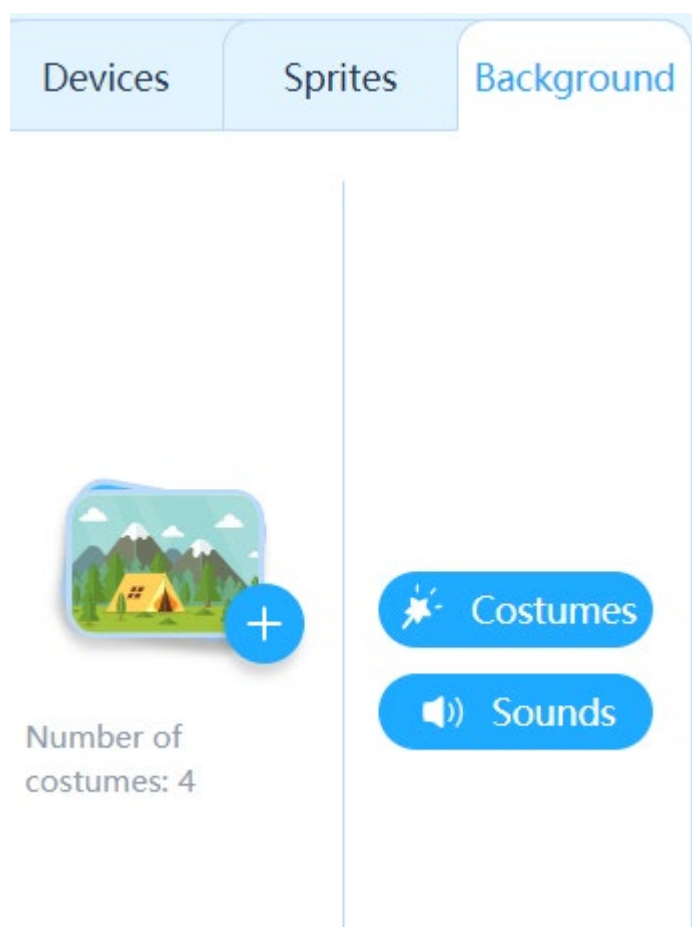 Devices
Sprites
Background
Costumes
Sounds
Number of
costumes: 4